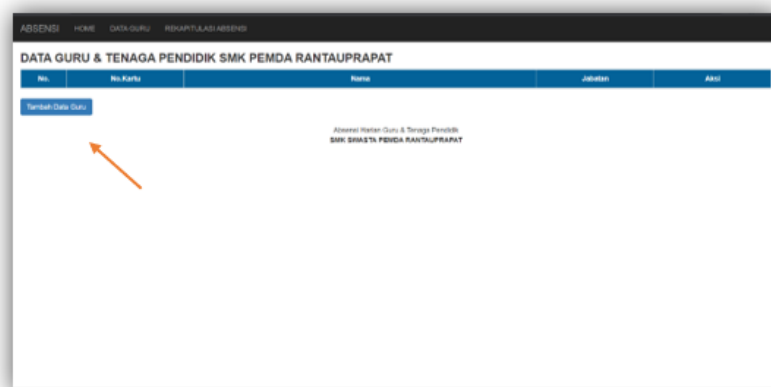 ABSENSI HOME DATA GURU REKAPITULASI ABSENSI
DATA GURU & TENAGA PENDIDIK SMK PEMDA RANTAUPRAPAT
No. No.Kartu Nama Jabatan Aksi
Tambah Data Guru
Absensi Harian Guru & Tenaga Pendidik
SMK SWASTA PEMDA RANTAUPRAPAT